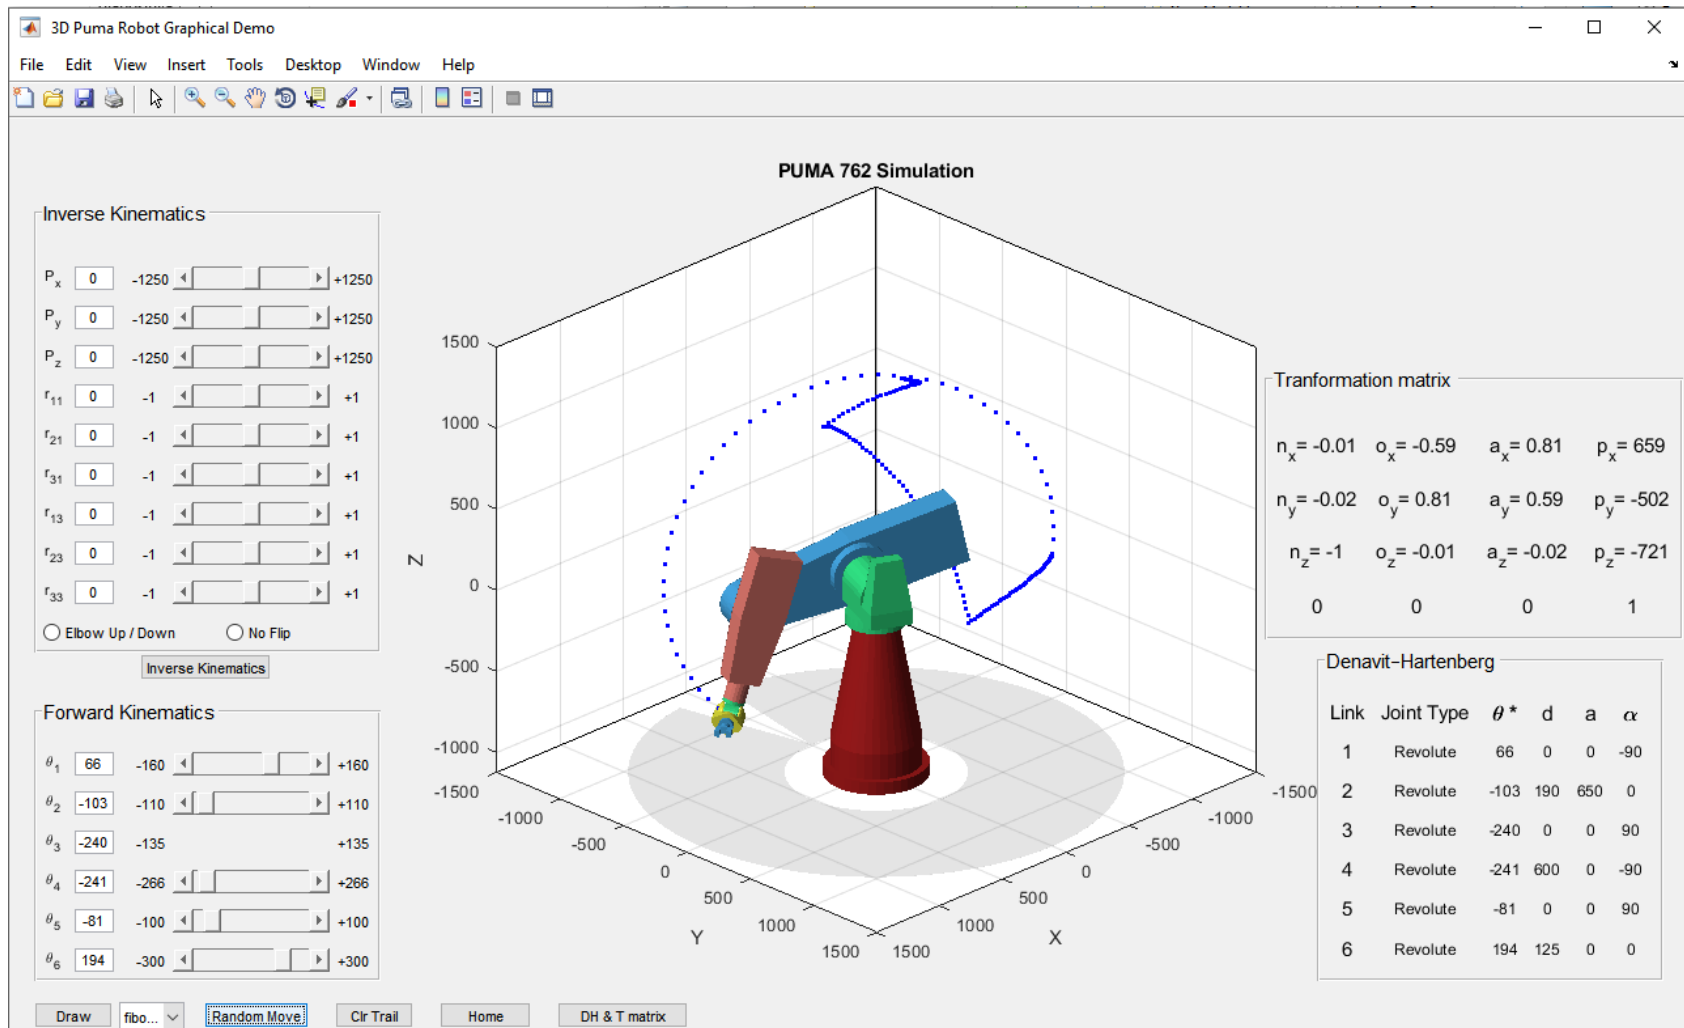 3D Puma Robot Graphical Demo
File Edit View Insert Tools Desktop Window Help
PUMA 762 Simulation
Inverse Kinematics
Px 0 -1250 +1250
Py 0 -1250 +1250
Pz 0 -1250 +1250
r11 0 -1 +1
r21 0 -1 +1
r31 0 -1 +1
r13 0 -1 +1
r23 0 -1 +1
r33 0 -1 +1
Elbow Up / Down No Flip
Inverse Kinematics
Forward Kinematics
θ1 66 -160 +160
θ2 -103 -110 +110
θ3 -240 -135 +135
θ4 -241 -266 +266
θ5 -81 -100 +100
θ6 194 -300 +300
Draw fibo... Random Move Clr Trail Home DH & T matrix
Z
1500
1000
500
0
-500
-1000
-1500
-1000
-500
0
500
1000
1500
Y
-1500
-1000
-500
0
500
1000
1500
X
Tranformation matrix
nx= -0.01 ox= -0.59 ax= 0.81 px= 659
ny= -0.02 oy= 0.81 ay= 0.59 py= -502
nz= -1 oz= -0.01 az= -0.02 pz= -721
0 0 0 1
Denavit-Hartenberg
Link Joint Type θ* d a α
1 Revolute 66 0 0 -90
2 Revolute -103 190 650 0
3 Revolute -240 0 0 90
4 Revolute -241 600 0 -90
5 Revolute -81 0 0 90
6 Revolute 194 125 0 0